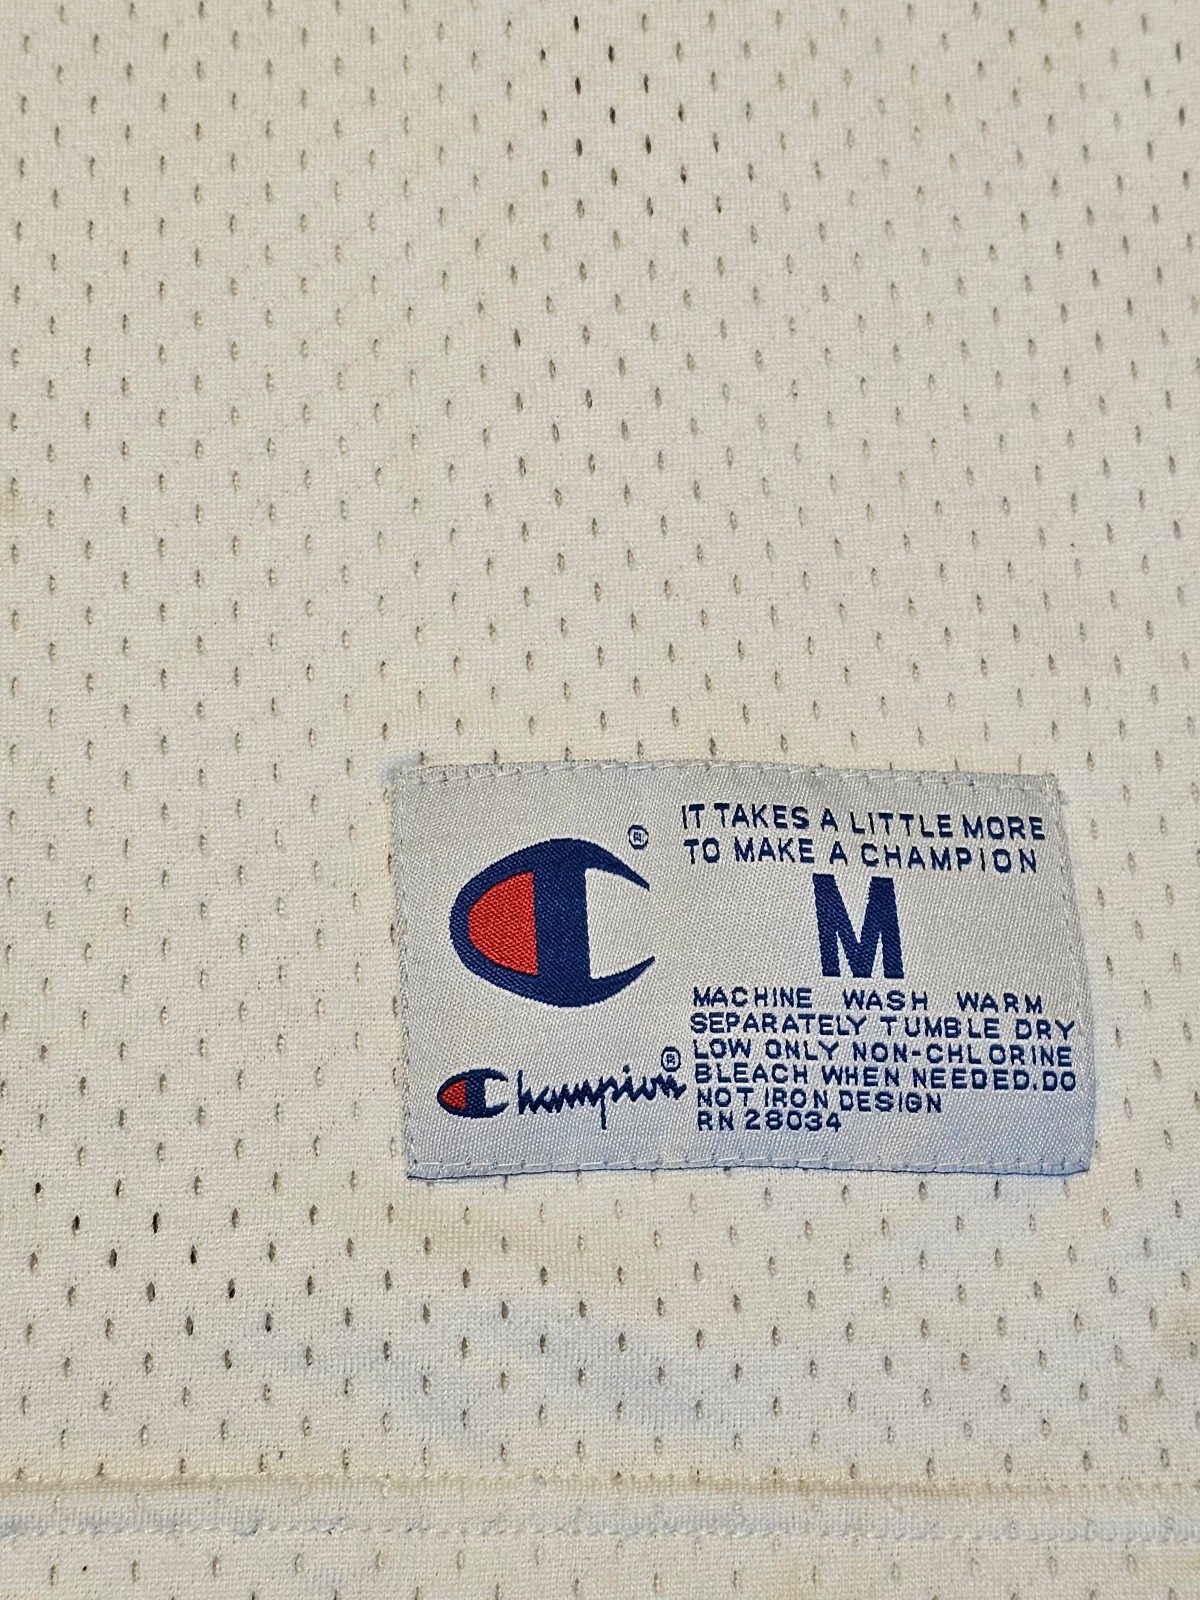 IT TAKES A LITTLE MORE
TO MAKE A CHAMPION
M
MACHINE WASH WARM
SEPARATELY TUMBLE DRY
LOW ONLY NON-CHLORINE
BLEACH WHEN NEEDED.DO
NOT IRON DESIGN
RN 28034
C®
Champion®